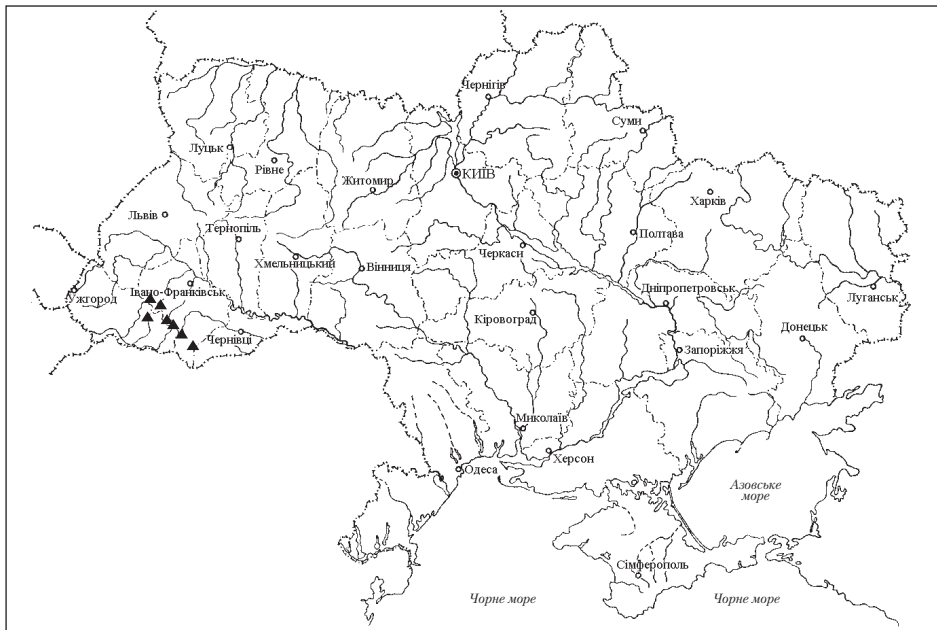 Чернігів
Суми
Луцьк
Рівне
Житомир
КИЇВ
Харків
Львів
Тернопіль
Полтава
Хмельницький
Вінниця
Черкаси
Ужгород
Івано-Франківськ
Дніпропетровськ
Луганськ
Кіровоград
Донецьк
Чернівці
Запоріжжя
Миколаїв
Херсон
Одеса
Азовське
море
Сімферополь
Чорне море
Чорне море